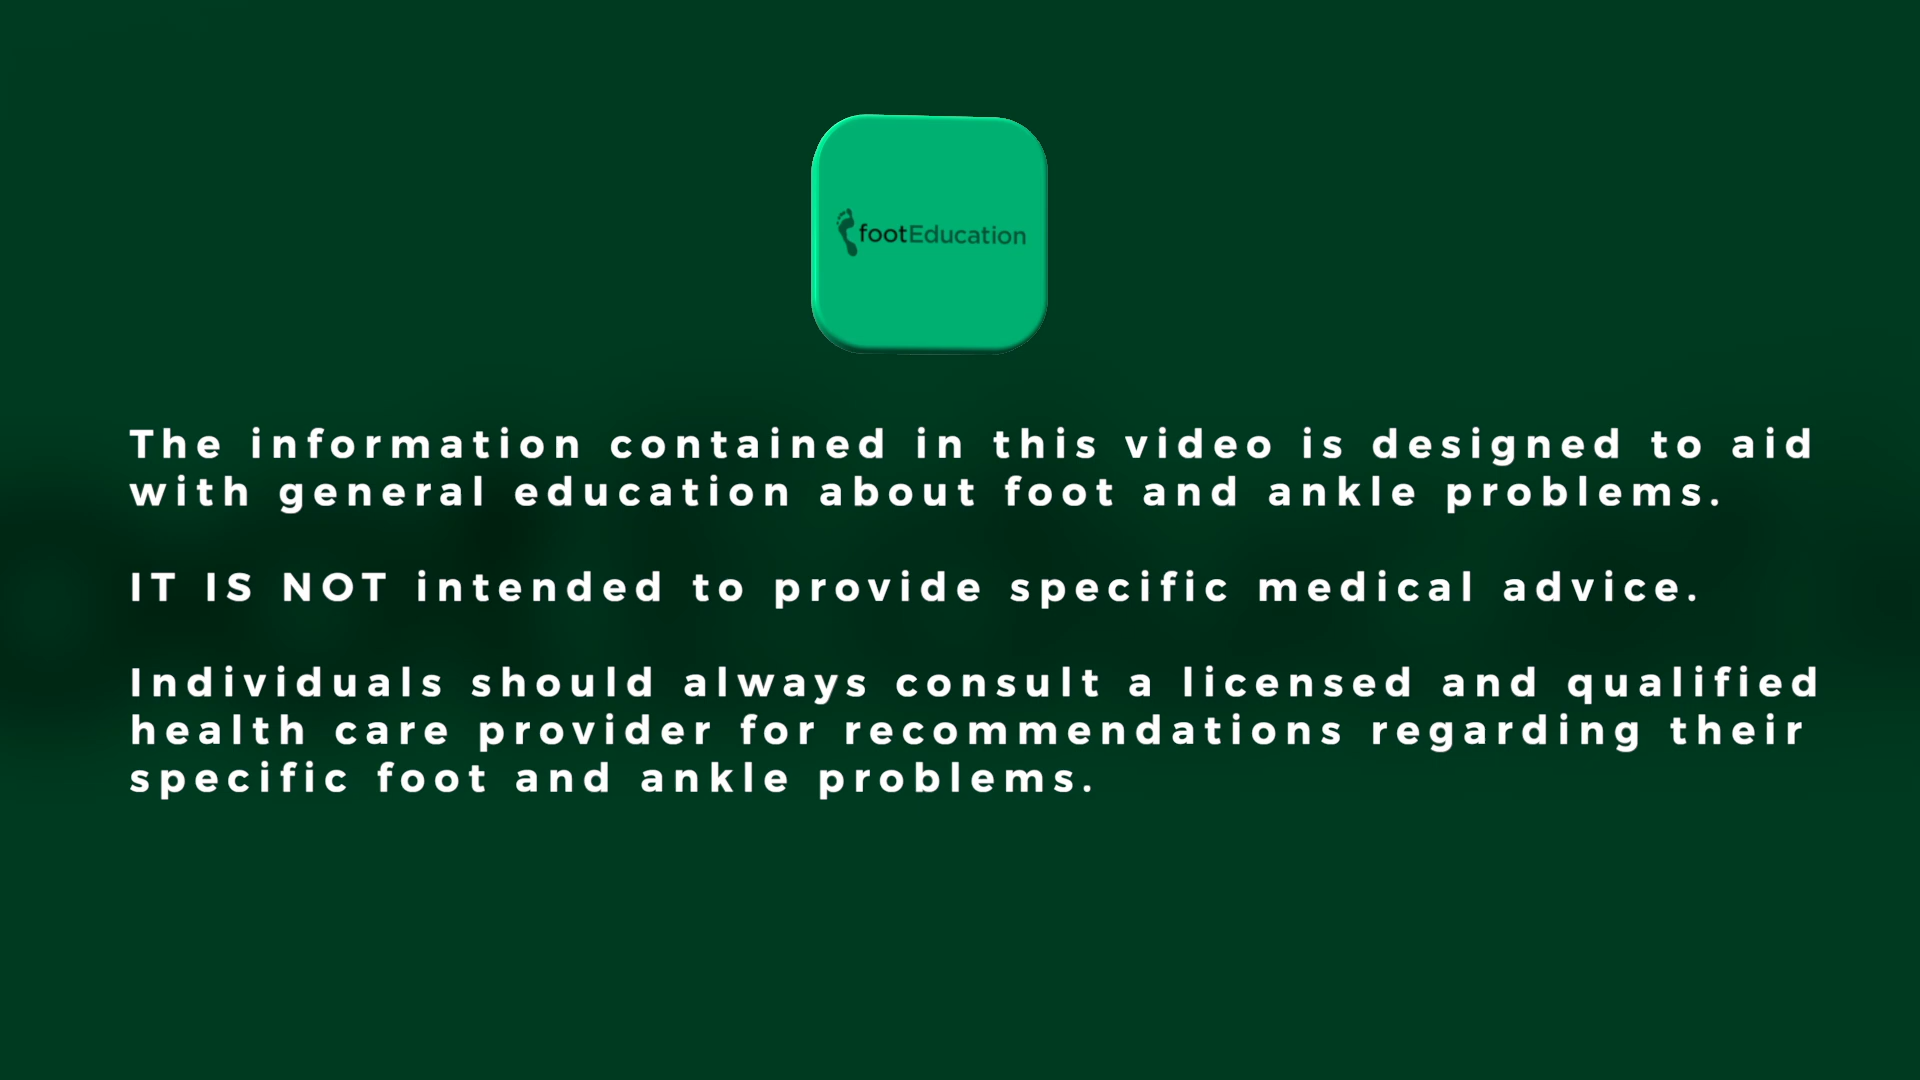 footEducation
The information contained in this video is designed to aid
with general education about foot and ankle problems.
IT IS NOT intended to provide specific medical advice.
Individuals should always consult a licensed and qualified
health care provider for recommendations regarding their
specific foot and ankle problems.